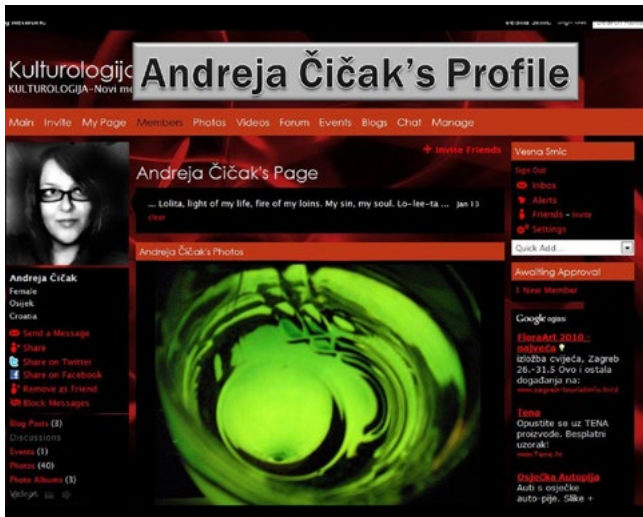 Vesna Smic Sign Out
Kulturologija
KULTUROLOGIJA-Novi me
Andreja Čičak's Profile
Main Invite My Page Members Photos Videos Forum Events Blogs Chat Manage
+ Invite Friends
Andreja Čičak's Page
... Lolita, light of my life, fire of my loins. My sin, my soul. Lo-lee-ta ... Jan 13
clear
Andreja Čičak's Photos
Andreja Čičak
Female
Osijek
Croatia
Send a Message
Share
Share on Twitter
Share on Facebook
Remove as Friend
Block Messages
Blog Posts (3)
Discussions
Events (1)
Photos (40)
Photo Albums (3)
Videos
Vesna Smic
Sign Out
Inbox
Alerts
Friends - Invite
Settings
Quick Add...
Awaiting Approval
1 New Member
Google oglasi
FloraArt 2010 -
najveća
izložba cvijeća, Zagreb
26.-31.5 Ovo i ostala
događanja na:
Tena
Opustite se uz TENA
proizvode. Besplatni
uzorak!
www.Tena.hr
Osječka Autopija
Auti s osječke
auto-pije. Slike +